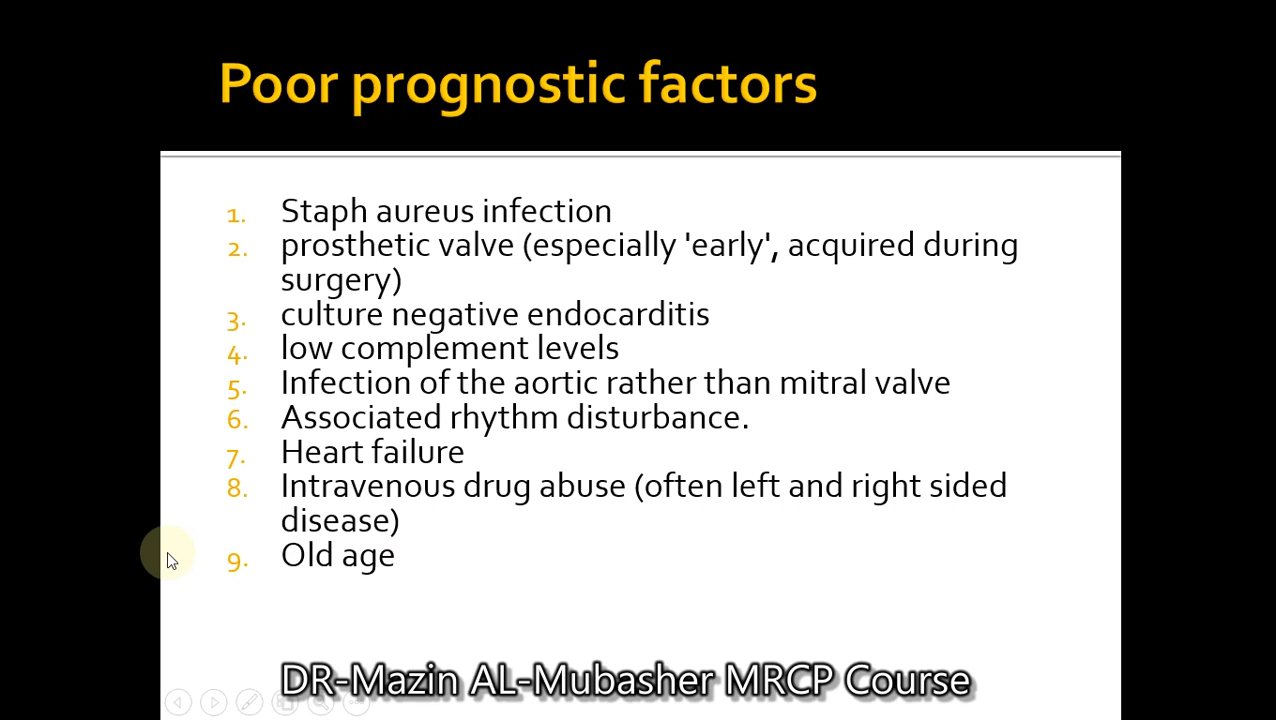 Poor prognostic factors
1. Staph aureus infection
2. prosthetic valve (especially 'early', acquired during
surgery)
3. culture negative endocarditis
4. low complement levels
5. Infection of the aortic rather than mitral valve
6. Associated rhythm disturbance.
7. Heart failure
8. Intravenous drug abuse (often left and right sided
disease)
9. Old age
DR-Mazin AL-Mubasher MRCP Course